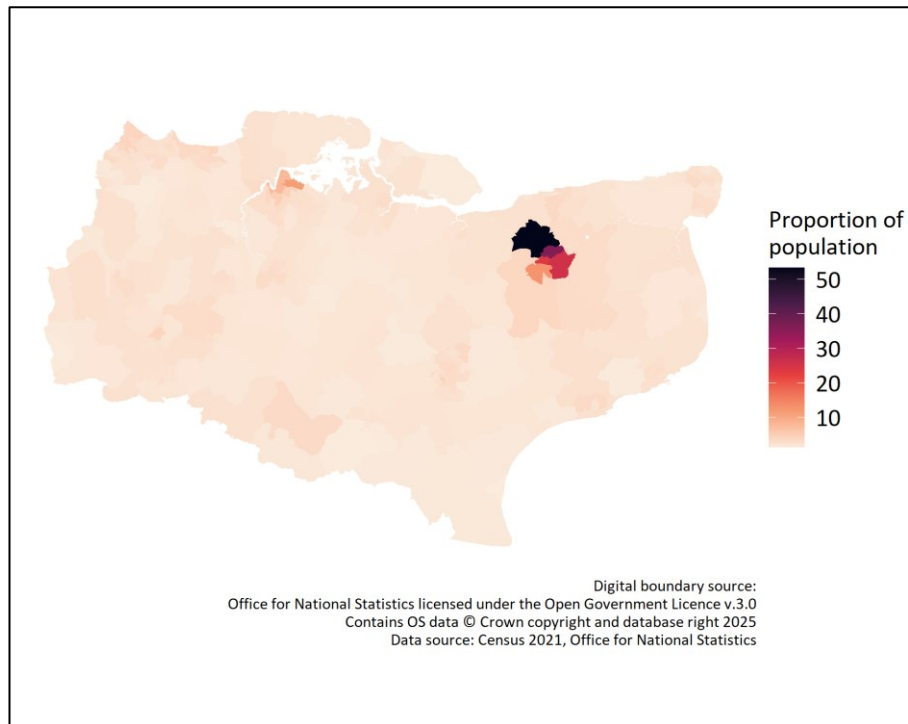 Proportion of
population
50
40
30
20
10
Digital boundary source:
Office for National Statistics licensed under the Open Government Licence v.3.0
Contains OS data © Crown copyright and database right 2025
Data source: Census 2021, Office for National Statistics